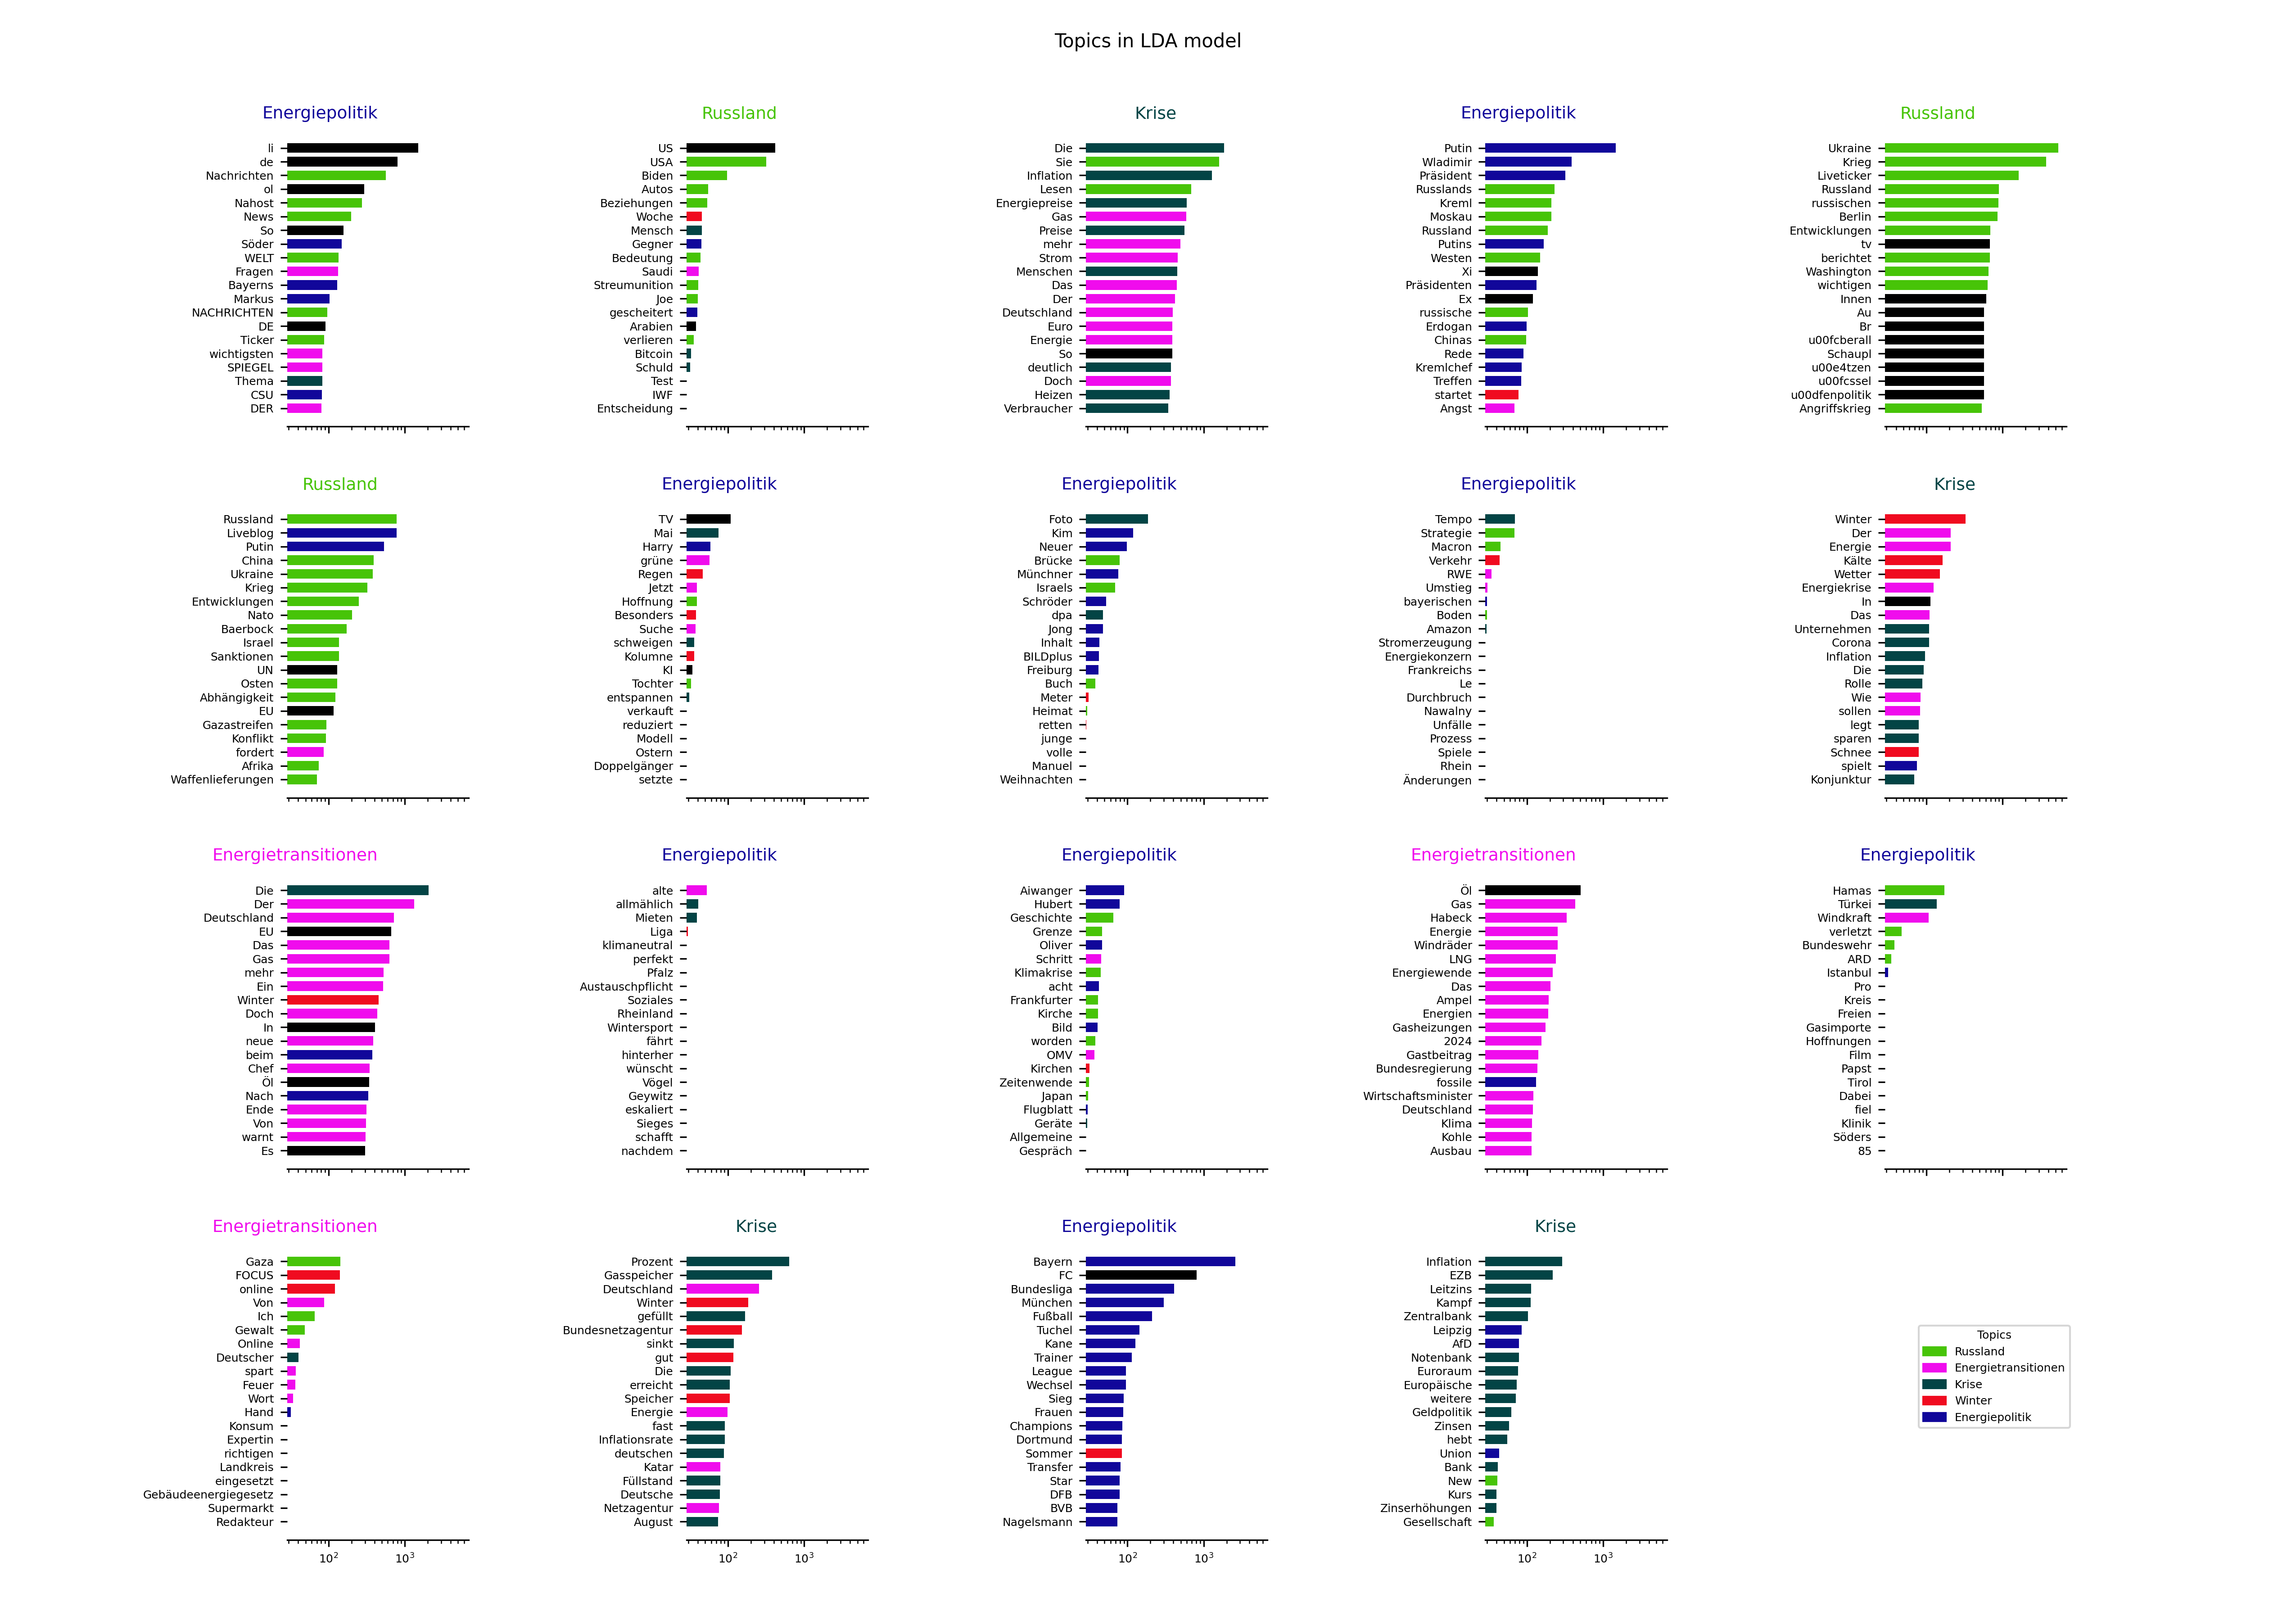 Topics in LDA model
Energiepolitik
li
de
Nachrichten
ol
Nahost
News
So
Söder
WELT
Fragen
Bayerns
Markus
NACHRICHTEN
DE
Ticker
wichtigsten
SPIEGEL
Thema
CSU
DER
Russland
US
USA
Biden
Autos
Beziehungen
Woche
Mensch
Gegner
Bedeutung
Saudi
Streumunition
Joe
gescheitert
Arabien
verlieren
Bitcoin
Schuld
Test
IWF
Entscheidung
Krise
Die
Sie
Inflation
Lesen
Energiepreise
Gas
Preise
mehr
Strom
Menschen
Das
Der
Deutschland
Euro
Energie
So
deutlich
Doch
Heizen
Verbraucher
Energiepolitik
Putin
Wladimir
Präsident
Russlands
Kreml
Moskau
Russland
Putins
Westen
Xi
Präsidenten
Ex
russische
Erdogan
Chinas
Rede
Kremlchef
Treffen
startet
Angst
Russland
Ukraine
Krieg
Liveticker
Russland
russischen
Berlin
Entwicklungen
tv
berichtet
Washington
wichtigen
Innen
Au
Br
u00fcberall
Schaupl
u00e4tzen
u00fcssel
u00dfenpolitik
Angriffskrieg
Russland
Russland
Liveblog
Putin
China
Ukraine
Krieg
Entwicklungen
Nato
Baerbock
Israel
Sanktionen
UN
Osten
Abhängigkeit
EU
Gazastreifen
Konflikt
fordert
Afrika
Waffenlieferungen
Energiepolitik
TV
Mai
Harry
grüne
Regen
Jetzt
Hoffnung
Besonders
Suche
schweigen
Kolumne
KI
Tochter
entspannen
verkauft
reduziert
Modell
Ostern
Doppelgänger
setzte
Energiepolitik
Foto
Kim
Neuer
Brücke
Münchner
Israels
Schröder
dpa
Jong
Inhalt
BILDplus
Freiburg
Buch
Meter
Heimat
retten
junge
volle
Manuel
Weihnachten
Energiepolitik
Tempo
Strategie
Macron
Verkehr
RWE
Umstieg
bayerischen
Boden
Amazon
Stromerzeugung
Energiekonzern
Frankreichs
Le
Durchbruch
Nawalny
Unfälle
Prozess
Spiele
Rhein
Änderungen
Krise
Winter
Der
Energie
Kälte
Wetter
Energiekrise
In
Das
Unternehmen
Corona
Inflation
Die
Rolle
Wie
sollen
legt
sparen
Schnee
spielt
Konjunktur
Energietransitionen
Die
Der
Deutschland
EU
Das
Gas
mehr
Ein
Winter
Doch
In
neue
beim
Chef
Öl
Nach
Ende
Von
warnt
Es
Energiepolitik
alte
allmählich
Mieten
Liga
klimaneutral
perfekt
Pfalz
Austauschpflicht
Soziales
Rheinland
Wintersport
fährt
hinterher
wünscht
Vögel
Geywitz
eskaliert
Sieges
schafft
nachdem
Energiepolitik
Aiwanger
Hubert
Geschichte
Grenze
Oliver
Schritt
Klimakrise
acht
Frankfurter
Kirche
Bild
worden
OMV
Kirchen
Zeitenwende
Japan
Flugblatt
Geräte
Allgemeine
Gespräch
Energietransitionen
Öl
Gas
Habeck
Energie
Windräder
LNG
Energiewende
Das
Ampel
Energien
Gasheizungen
2024
Gastbeitrag
Bundesregierung
fossile
Wirtschaftsminister
Deutschland
Klima
Kohle
Ausbau
Energiepolitik
Hamas
Türkei
Windkraft
verletzt
Bundeswehr
ARD
Istanbul
Pro
Kreis
Freien
Gasimporte
Hoffnungen
Film
Papst
Tirol
Dabei
fiel
Klinik
Söders
85
Energietransitionen
Gaza
FOCUS
online
Von
Ich
Gewalt
Online
Deutscher
spart
Feuer
Wort
Hand
Konsum
Expertin
richtigen
Landkreis
eingesetzt
Gebäudeenergiegesetz
Supermarkt
Redakteur
10²
10³
Krise
Prozent
Gasspeicher
Deutschland
Winter
gefüllt
Bundesnetzagentur
sinkt
gut
Die
erreicht
Speicher
Energie
fast
Inflationsrate
deutschen
Katar
Füllstand
Deutsche
Netzagentur
August
10²
10³
Energiepolitik
Bayern
FC
Bundesliga
München
Fußball
Tuchel
Kane
Trainer
League
Wechsel
Sieg
Frauen
Champions
Dortmund
Sommer
Transfer
Star
DFB
BVB
Nagelsmann
10²
10³
Krise
Inflation
EZB
Leitzins
Kampf
Zentralbank
Leipzig
AfD
Notenbank
Euroraum
Europäische
weitere
Geldpolitik
Zinsen
hebt
Union
Bank
New
Kurs
Zinserhöhungen
Gesellschaft
10²
10³
Topics
Russland
Energietransitionen
Krise
Winter
Energiepolitik